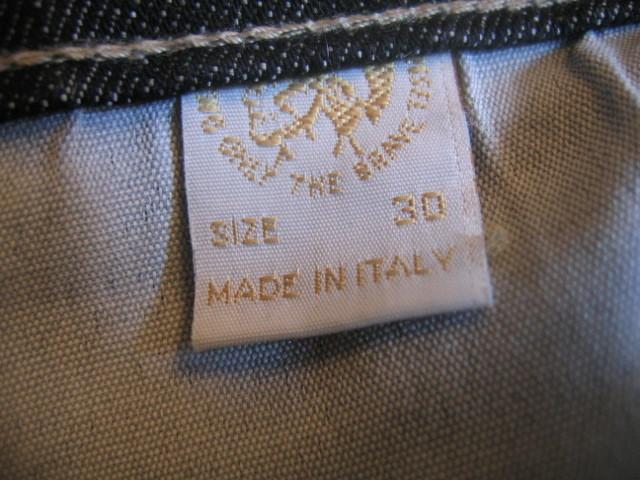 ONLY THE BRAVE
SIZE 30
MADE IN ITALY